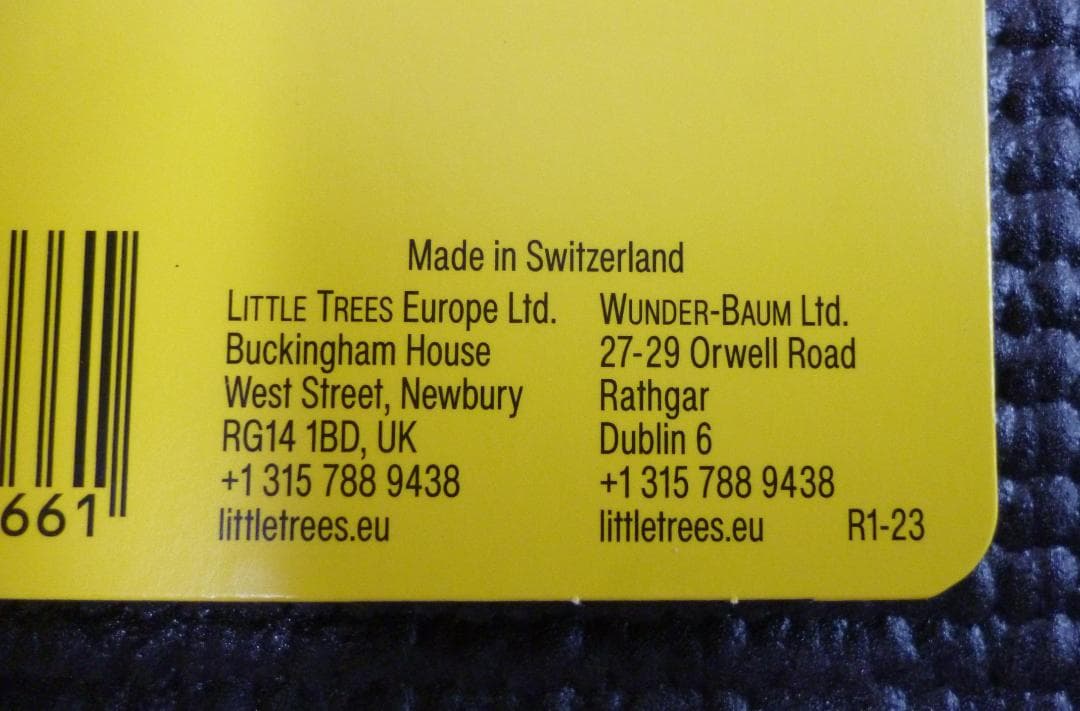 Made in Switzerland
LITTLE TREES Europe Ltd.
Buckingham House
West Street, Newbury
RG14 1BD, UK
+1 315 788 9438
littletrees.eu
WUNDER-BAUM Ltd.
27-29 Orwell Road
Rathgar
Dublin 6
+1 315 788 9438
littletrees.eu
R1-23
661